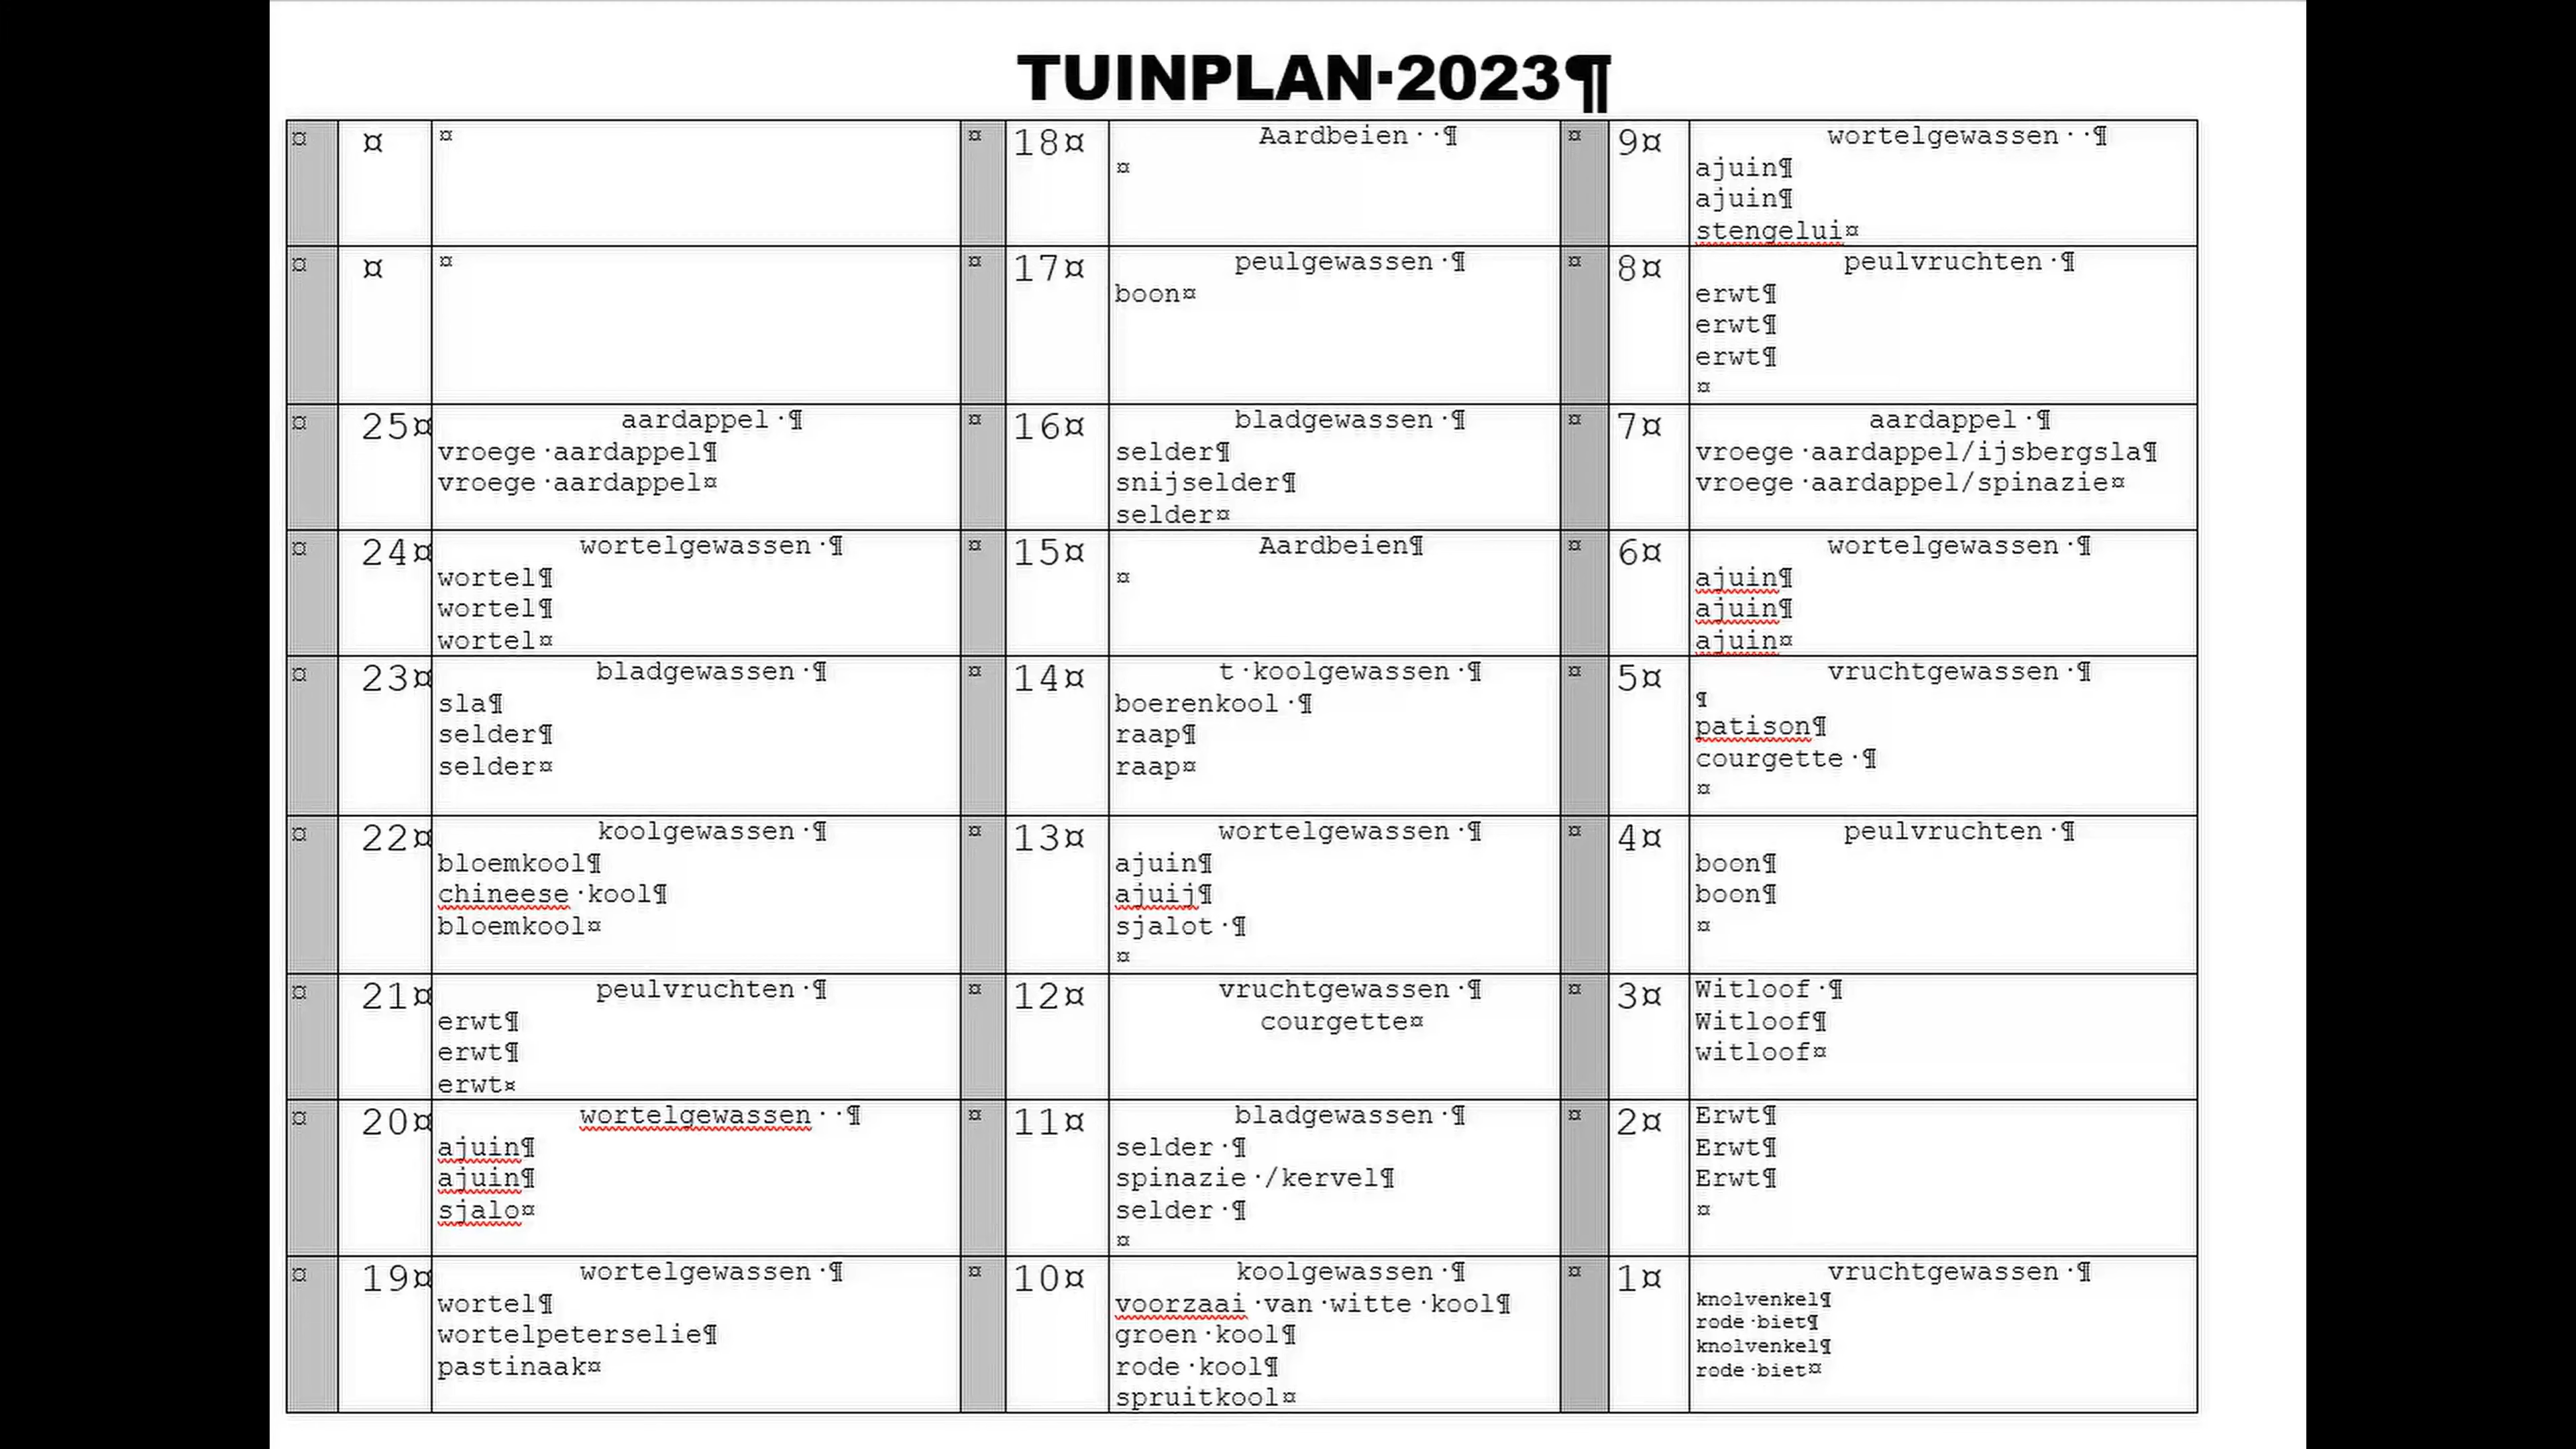 TUINPLAN·2023¶
¤ ¤ ¤
¤ 18¤ Aardbeien··¶
¤
¤ 9¤ wortelgewassen··¶
ajuin¶
ajuin¶
stengelui¤
¤ ¤ ¤
¤ 17¤ peulgewassen·¶
boon¤
¤ 8¤ peulvruchten·¶
erwt¶
erwt¶
erwt¶
¤
¤ 25¤ aardappel·¶
vroege·aardappel¶
vroege·aardappel¤
¤ 16¤ bladgewassen·¶
selder¶
snijselder¶
selder¤
¤ 7¤ aardappel·¶
vroege·aardappel/ijsbergsla¶
vroege·aardappel/spinazie¤
¤ 24¤ wortelgewassen·¶
wortel¶
wortel¶
wortel¤
¤ 15¤ Aardbeien¶
¤
¤ 6¤ wortelgewassen·¶
ajuin¶
ajuin¶
ajuin¤
¤ 23¤ bladgewassen·¶
sla¶
selder¶
selder¤
¤ 14¤ t·koolgewassen·¶
boerenkool·¶
raap¶
raap¤
¤ 5¤ vruchtgewassen·¶
¶
patison¶
courgette·¶
¤
¤ 22¤ koolgewassen·¶
bloemkool¶
chineese·kool¶
bloemkool¤
¤ 13¤ wortelgewassen·¶
ajuin¶
ajuij¶
sjalot·¶
¤
¤ 4¤ peulvruchten·¶
boon¶
boon¶
¤
¤ 21¤ peulvruchten·¶
erwt¶
erwt¶
erwt¤
¤ 12¤ vruchtgewassen·¶
courgette¤
¤ 3¤ Witloof·¶
Witloof¶
witloof¤
¤ 20¤ wortelgewassen··¶
ajuin¶
ajuin¶
sjalo¤
¤ 11¤ bladgewassen·¶
selder·¶
spinazie·/kervel¶
selder·¶
¤
¤ 2¤ Erwt¶
Erwt¶
Erwt¶
¤
¤ 19¤ wortelgewassen·¶
wortel¶
wortelpeterselie¶
pastinaak¤
¤ 10¤ koolgewassen·¶
voorzaai·van·witte·kool¶
groen·kool¶
rode·kool¶
spruitkool¤
¤ 1¤ vruchtgewassen·¶
knolvenkel¶
rode·biet¶
knolvenkel¶
rode·biet¤